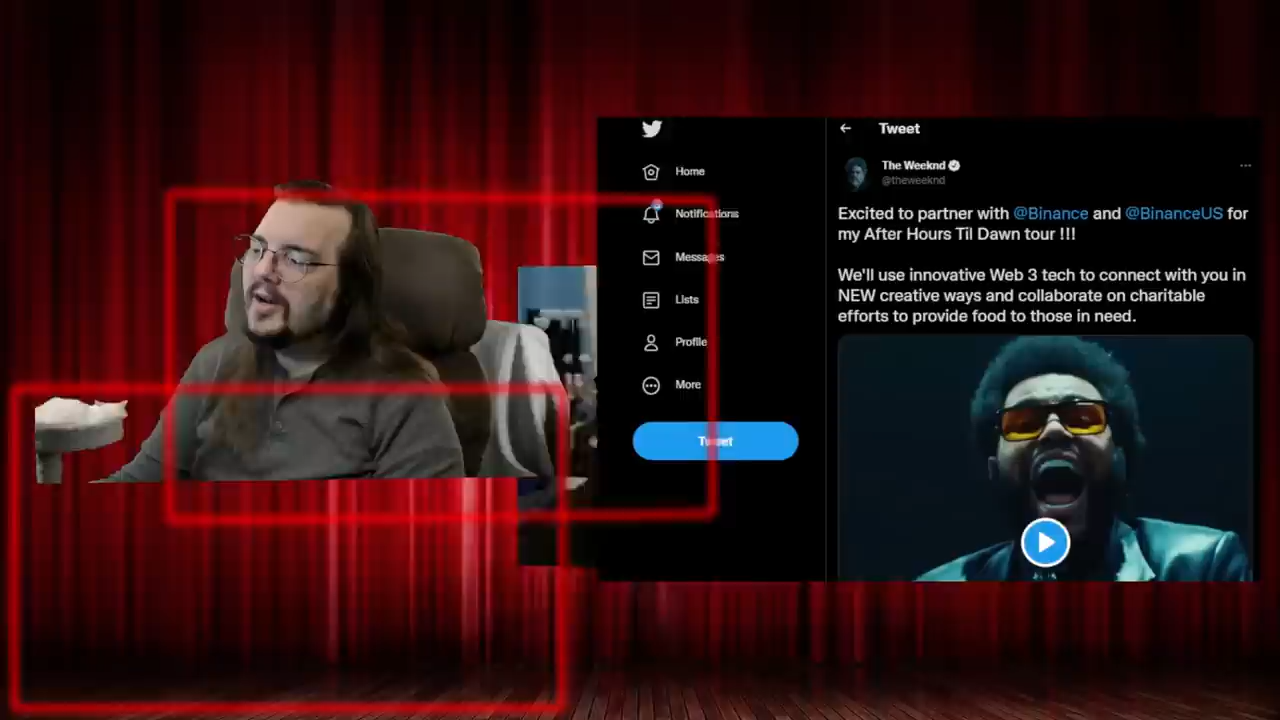 Home
Notifications
Messages
Lists
Profile
More
Tweet
Tweet
The Weeknd
@theweeknd
Excited to partner with @Binance and @BinanceUS for
my After Hours Til Dawn tour !!!
We'll use innovative Web 3 tech to connect with you in
NEW creative ways and collaborate on charitable
efforts to provide food to those in need.